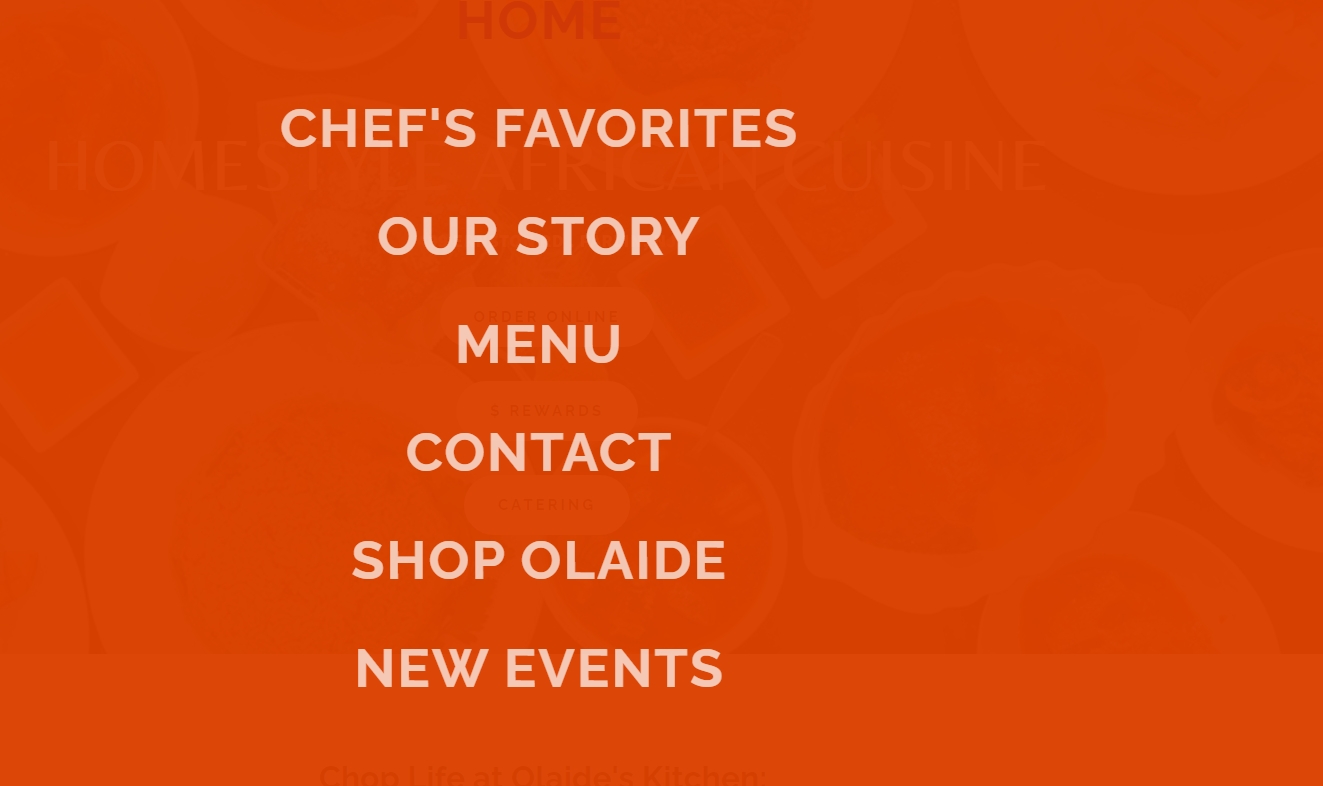 HOME
CHEF'S FAVORITES
HOMESTYLE AFRICAN CUISINE
OUR STORY
ORDER ONLINE
MENU
S REWARDS
CONTACT
CATERING
SHOP OLAIDE
NEW EVENTS
Chop Life at Olaide's Kitchen: